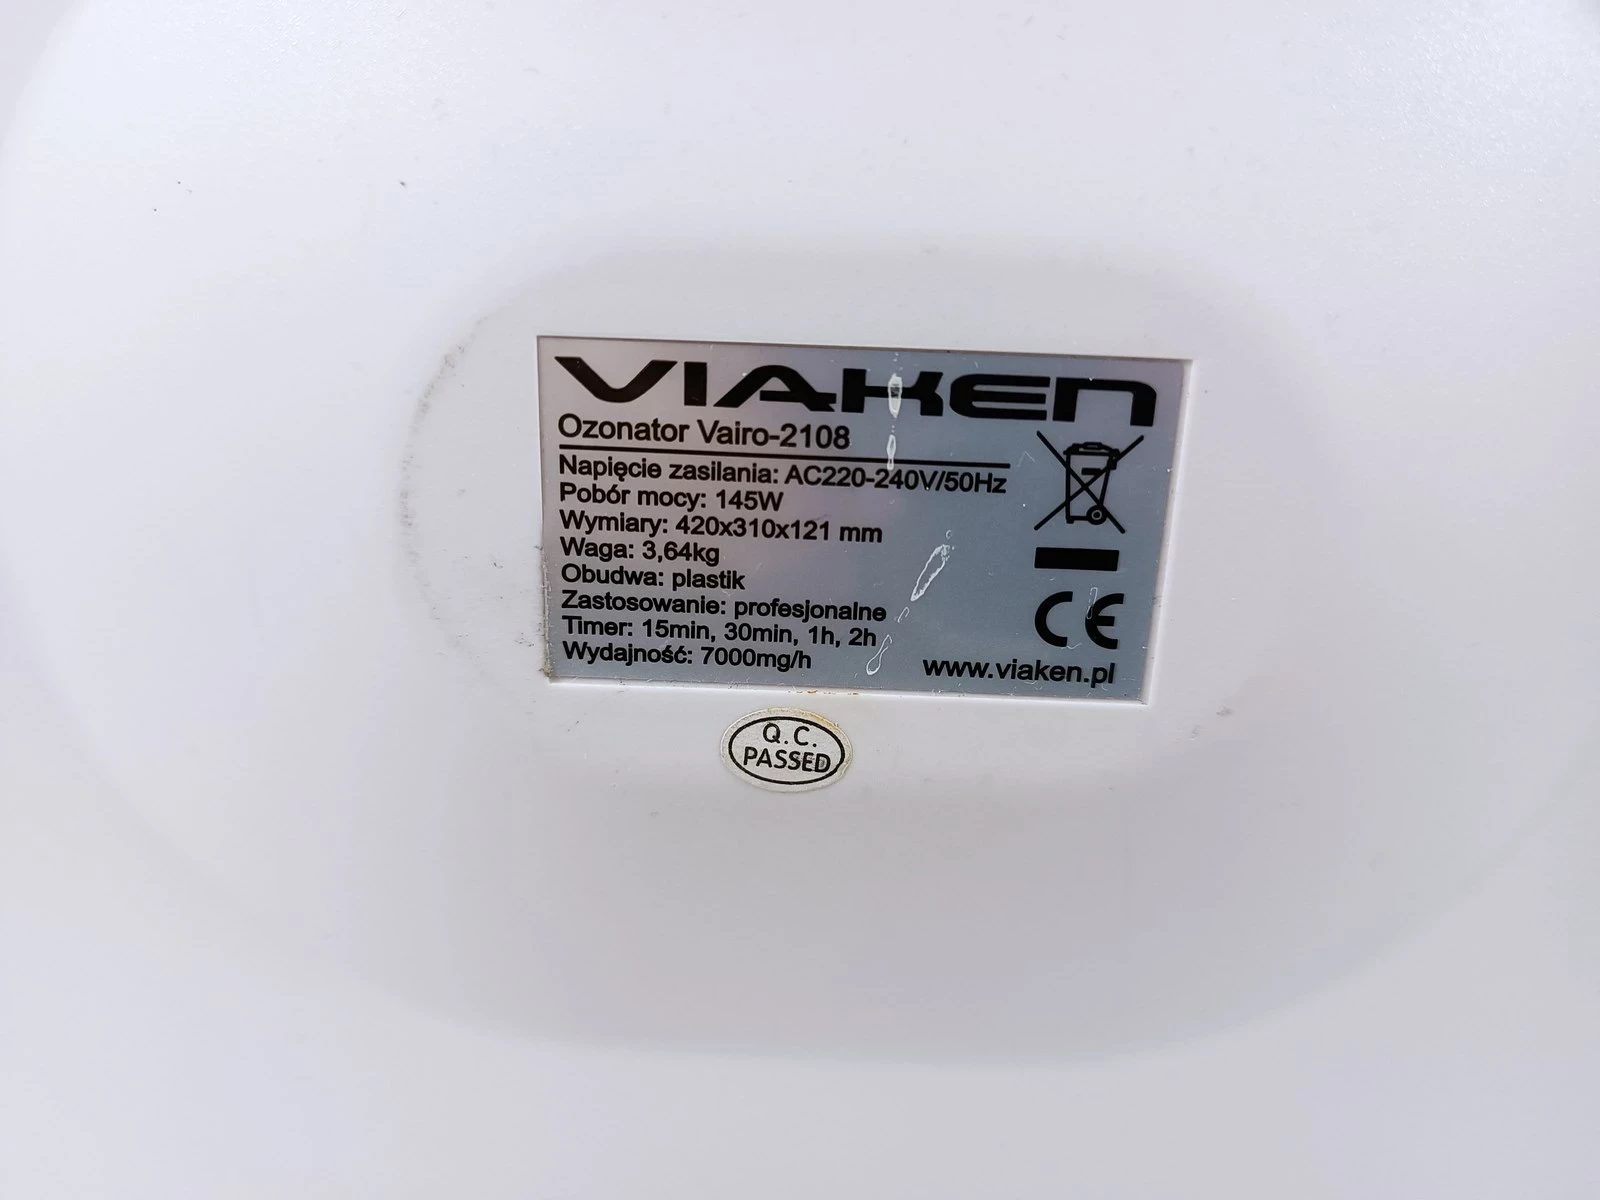 VIAKEN
Ozonator Vairo-2108
Napięcie zasilania: AC220-240V/50Hz
Pobór mocy: 145W
Wymiary: 420x310x121 mm
Waga: 3,64kg
Obudwa: plastik
Zastosowanie: profesjonalne
Timer: 15min, 30min, 1h, 2h
Wydajność: 7000mg/h
CE
www.viaken.pl
Q.C.
PASSED